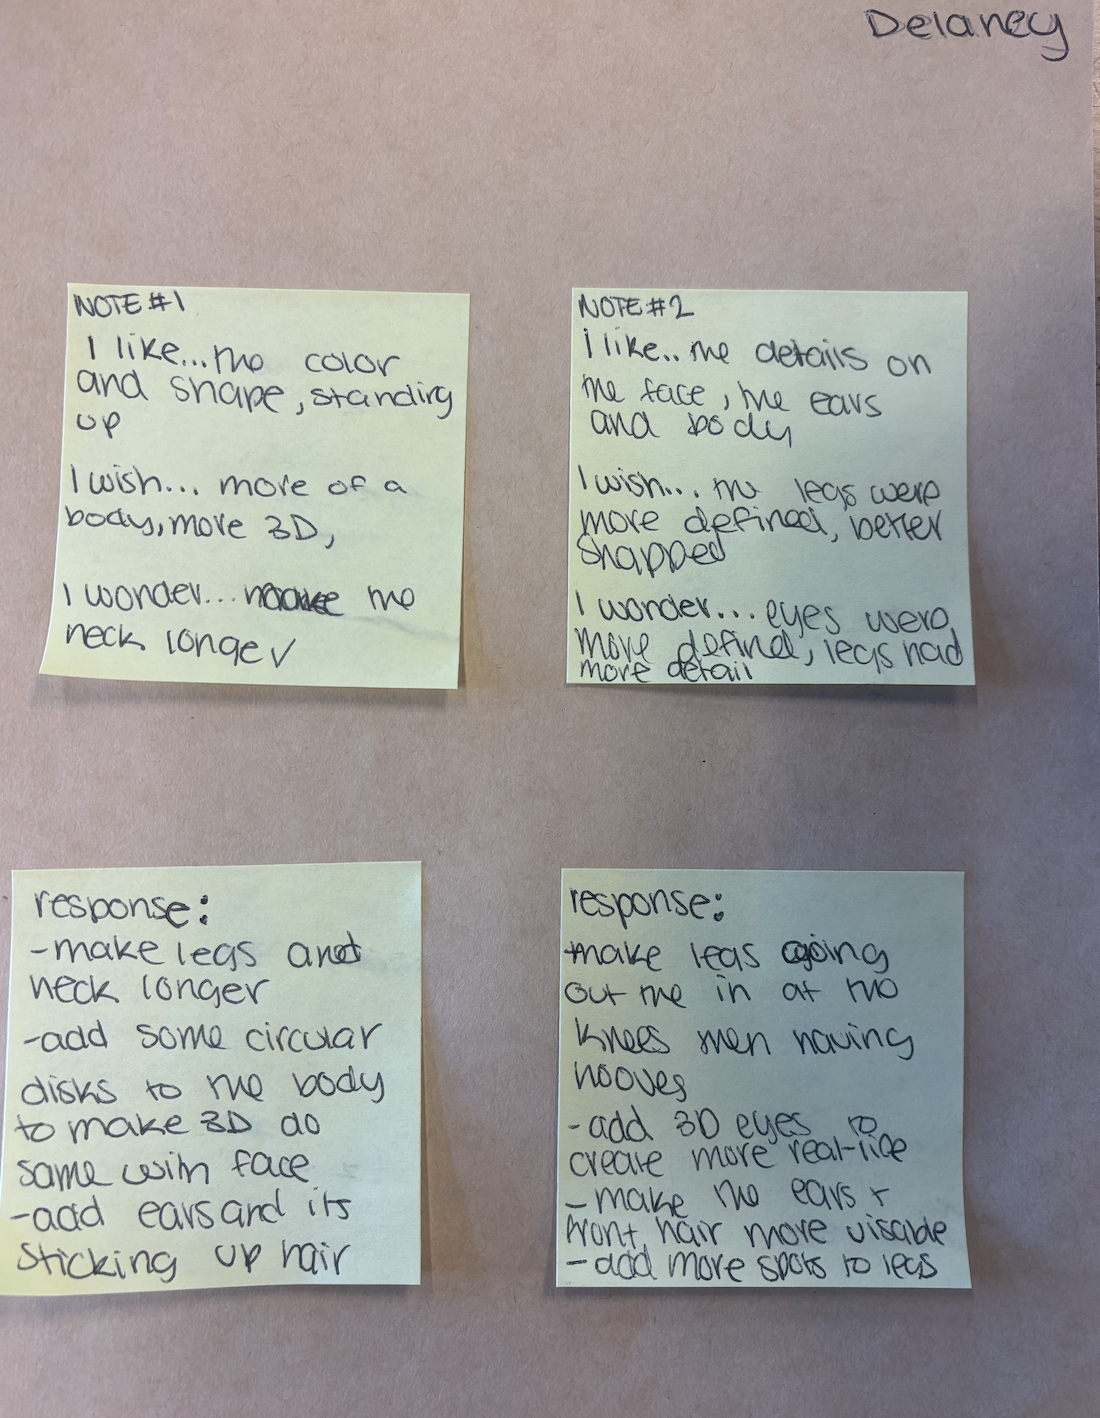 Delaney
NOTE #1
I like... the color
and shape, standing
up
I wish... more of a
body, more 3D,
I wonder... the
neck longer
NOTE #2
I like.. the details on
the face, the ears
and body
I wish... the legs were
more defined, better
shapped
I wonder... eyes were
more defined, legs had
more detail
response:
-make legs and
neck longer
-add some circular
disks to the body
to make 3D do
same with face
-add ears and its
sticking up hair
response:
-make legs going
out the in at the
knees then having
hooves
-add 3D eyes to
create more real-lice
-make the ears +
front hair more visable
-add more spots to legs